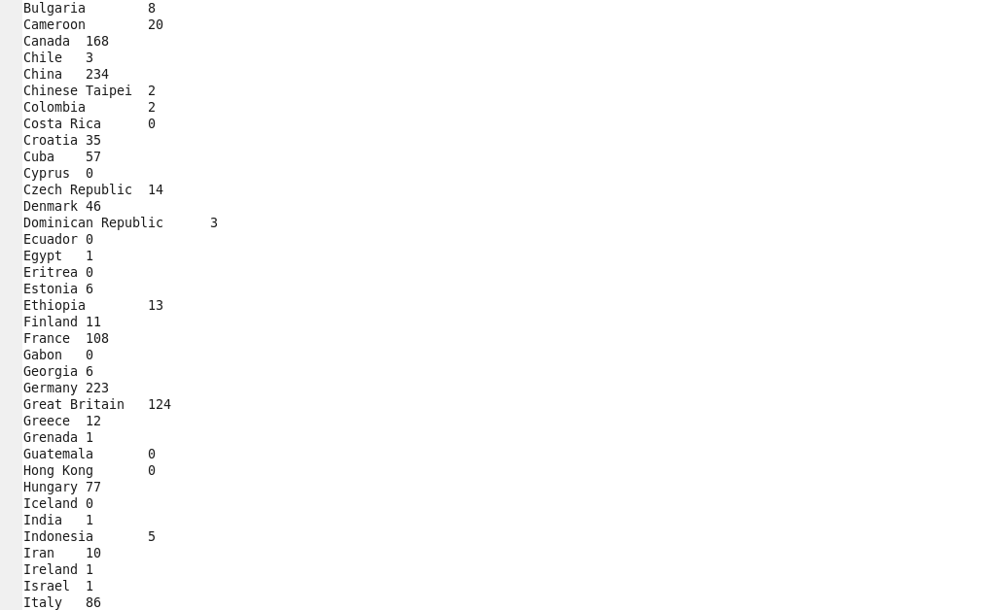 Bulgaria	8
Cameroon	20
Canada	168
Chile	3
China	234
Chinese Taipei	2
Colombia	2
Costa Rica	0
Croatia	35
Cuba	57
Cyprus	0
Czech Republic	14
Denmark	46
Dominican Republic	3
Ecuador	0
Egypt	1
Eritrea	0
Estonia	6
Ethiopia	13
Finland	11
France	108
Gabon	0
Georgia	6
Germany	223
Great Britain	124
Greece	12
Grenada	1
Guatemala	0
Hong Kong	0
Hungary	77
Iceland	0
India	1
Indonesia	5
Iran	10
Ireland	1
Israel	1
Italy	86